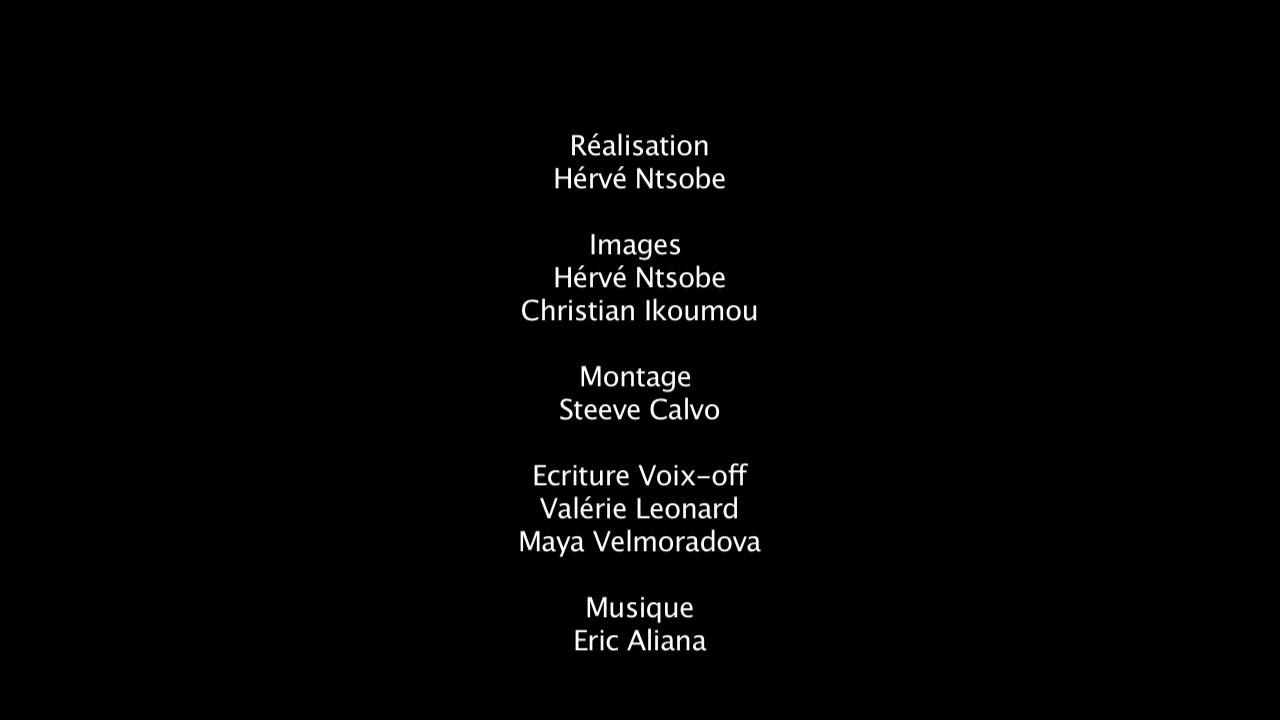 Réalisation
Hérvé Ntsobe
Images
Hérvé Ntsobe
Christian Ikoumou
Montage
Steeve Calvo
Ecriture Voix-off
Valérie Leonard
Maya Velmoradova
Musique
Eric Aliana